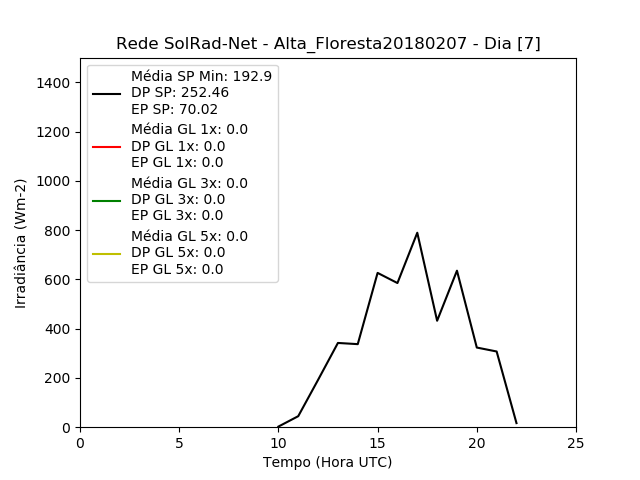 Rede SolRad-Net - Alta_Floresta20180207 - Dia [7]
Média SP Min: 192.9
DP SP: 252.46
EP SP: 70.02
Média GL 1x: 0.0
DP GL 1x: 0.0
EP GL 1x: 0.0
Média GL 3x: 0.0
DP GL 3x: 0.0
EP GL 3x: 0.0
Média GL 5x: 0.0
DP GL 5x: 0.0
EP GL 5x: 0.0
Irradiância (Wm-2)
1400
1200
1000
800
600
400
200
0
0 5 10 15 20 25
Tempo (Hora UTC)